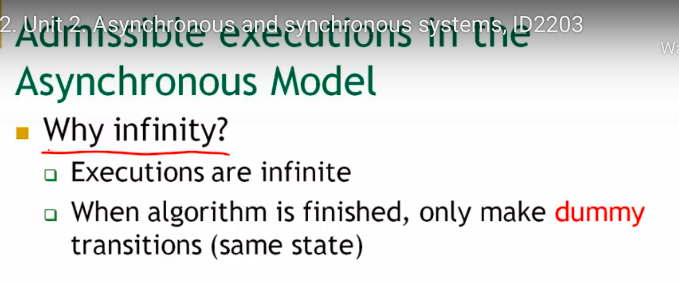 2. Unit 2, Asynchronous and synchronous systems, ID2203
Admissible executions in the
Asynchronous Model
Why infinity?
Executions are infinite
When algorithm is finished, only make dummy
transitions (same state)